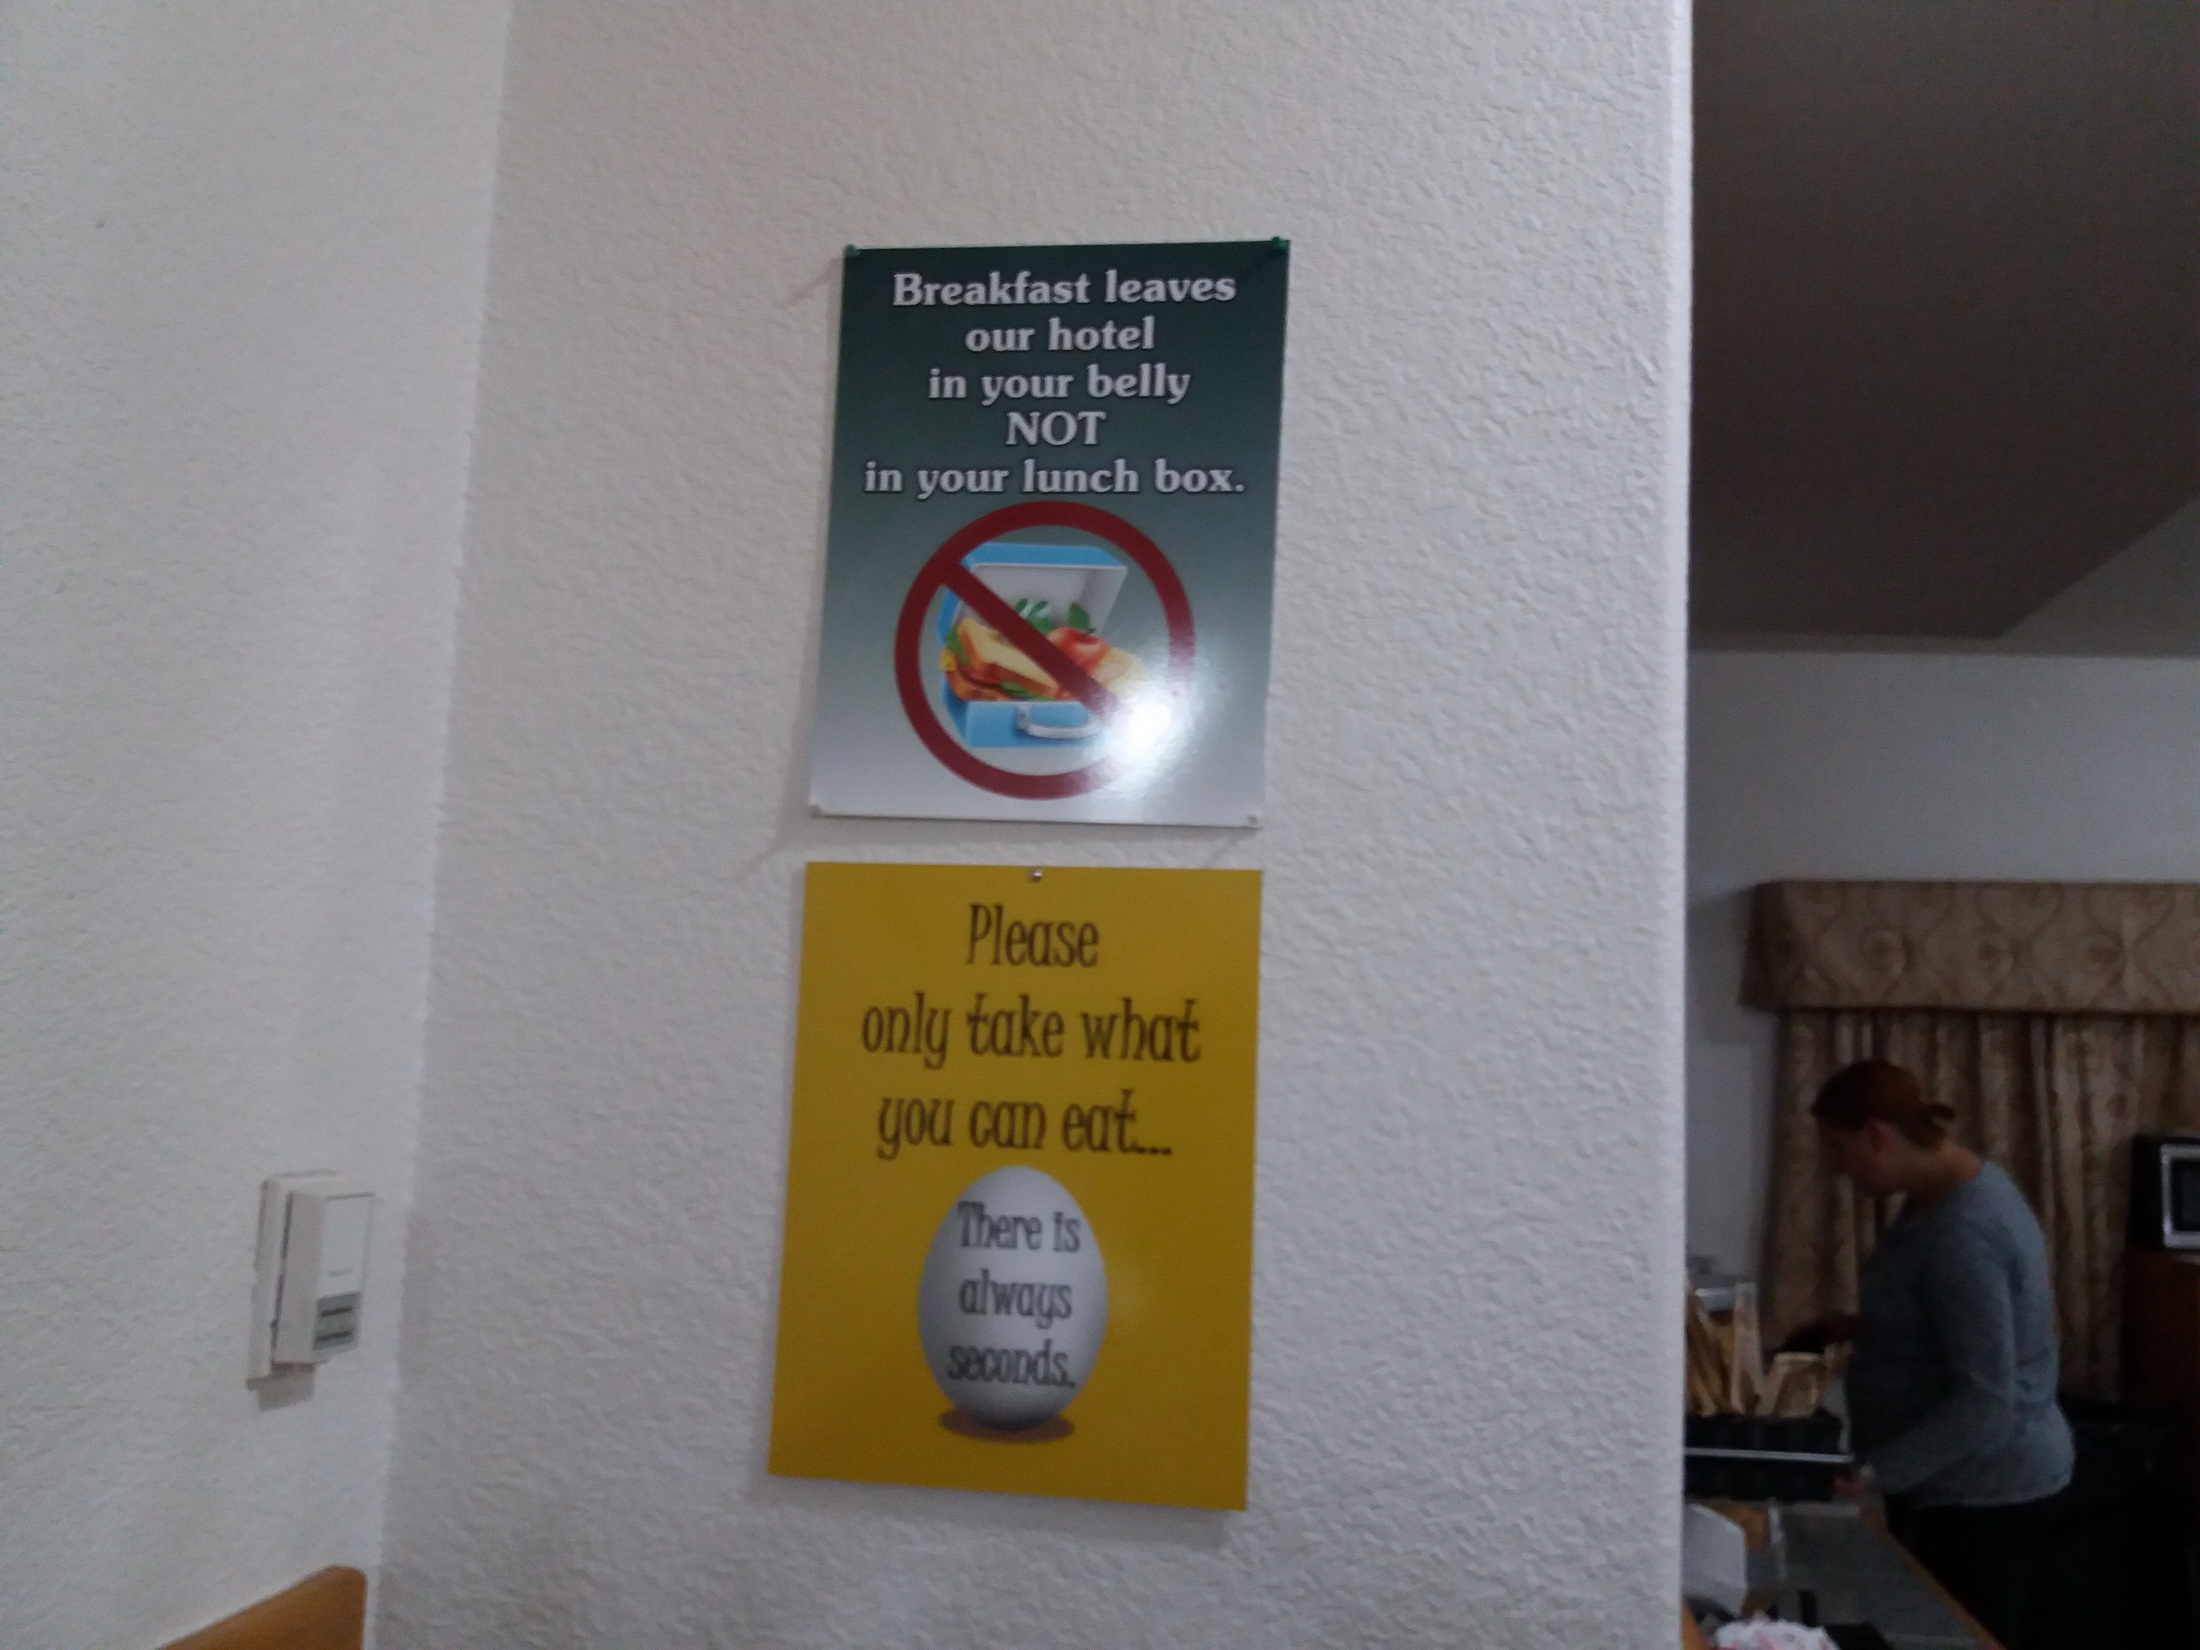 Breakfast leaves
our hotel
in your belly
NOT
in your lunch box.
Please
only take what
you can eat...
There is
always
seconds.